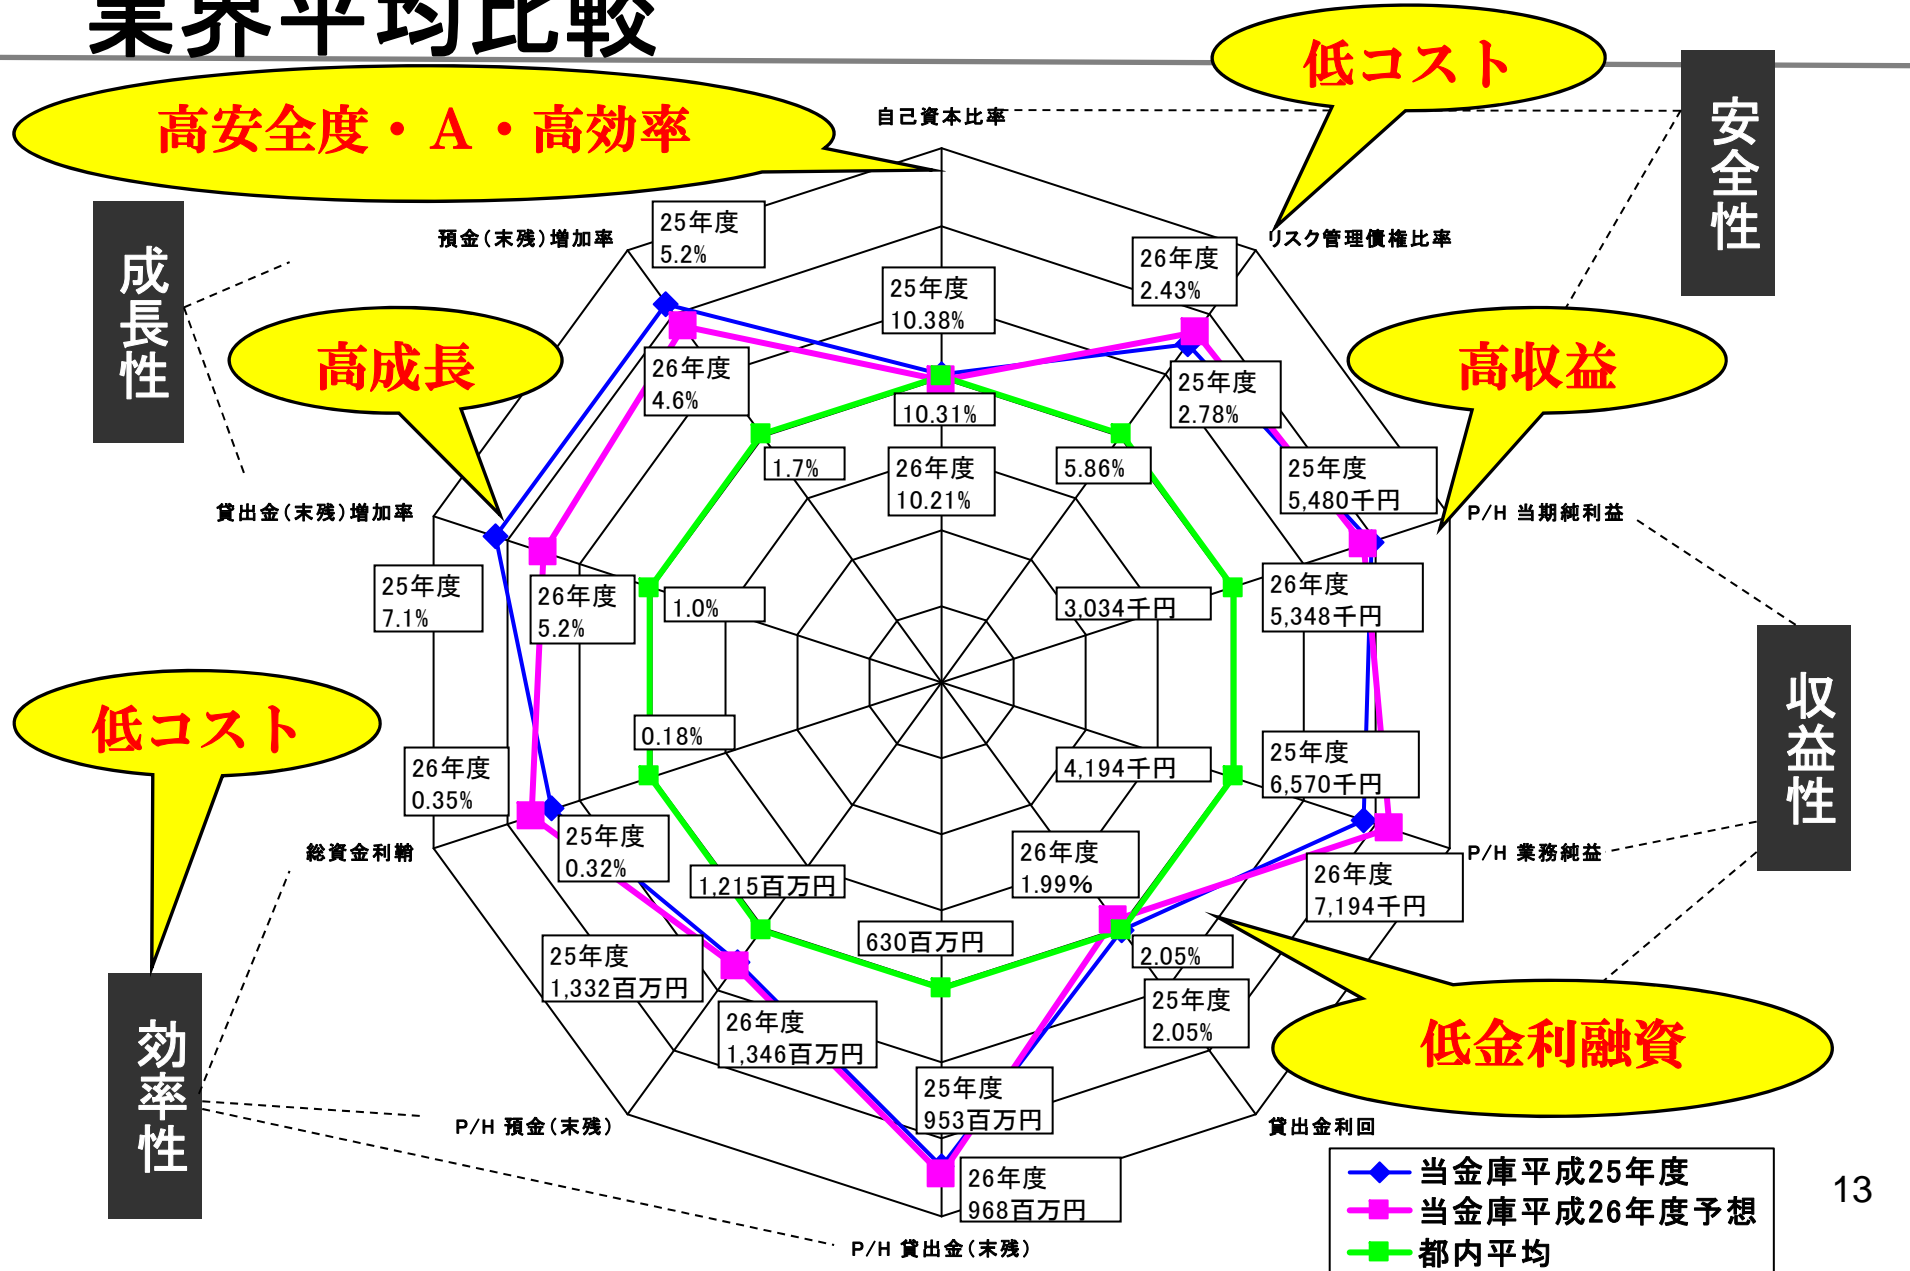 業界平均比較
低コスト
高安全度・A・高効率
自己資本比率
安全性
25年度
5.2%
預金(末残)増加率
リスク管理債権比率
成長性
26年度
2.43%
25年度
10.38%
高成長
高収益
26年度
4.6%
25年度
2.78%
10.31%
1.7%
26年度
10.21%
5.86%
25年度
5,480千円
貸出金(末残)増加率
P/H 当期純利益
25年度
7.1%
26年度
5.2%
1.0%
3,034千円
26年度
5,348千円
低コスト
収益性
0.18%
4,194千円
25年度
6,570千円
26年度
0.35%
総資金利鞘
25年度
0.32%
1,215百万円
26年度
1.99%
P/H 業務純益
26年度
7,194千円
630百万円
2.05%
25年度
1,332百万円
25年度
2.05%
効率性
26年度
1,346百万円
低金利融資
25年度
953百万円
P/H 預金(末残)
貸出金利回
26年度
968百万円
P/H 貸出金(末残)
当金庫平成25年度
当金庫平成26年度予想
都内平均
13